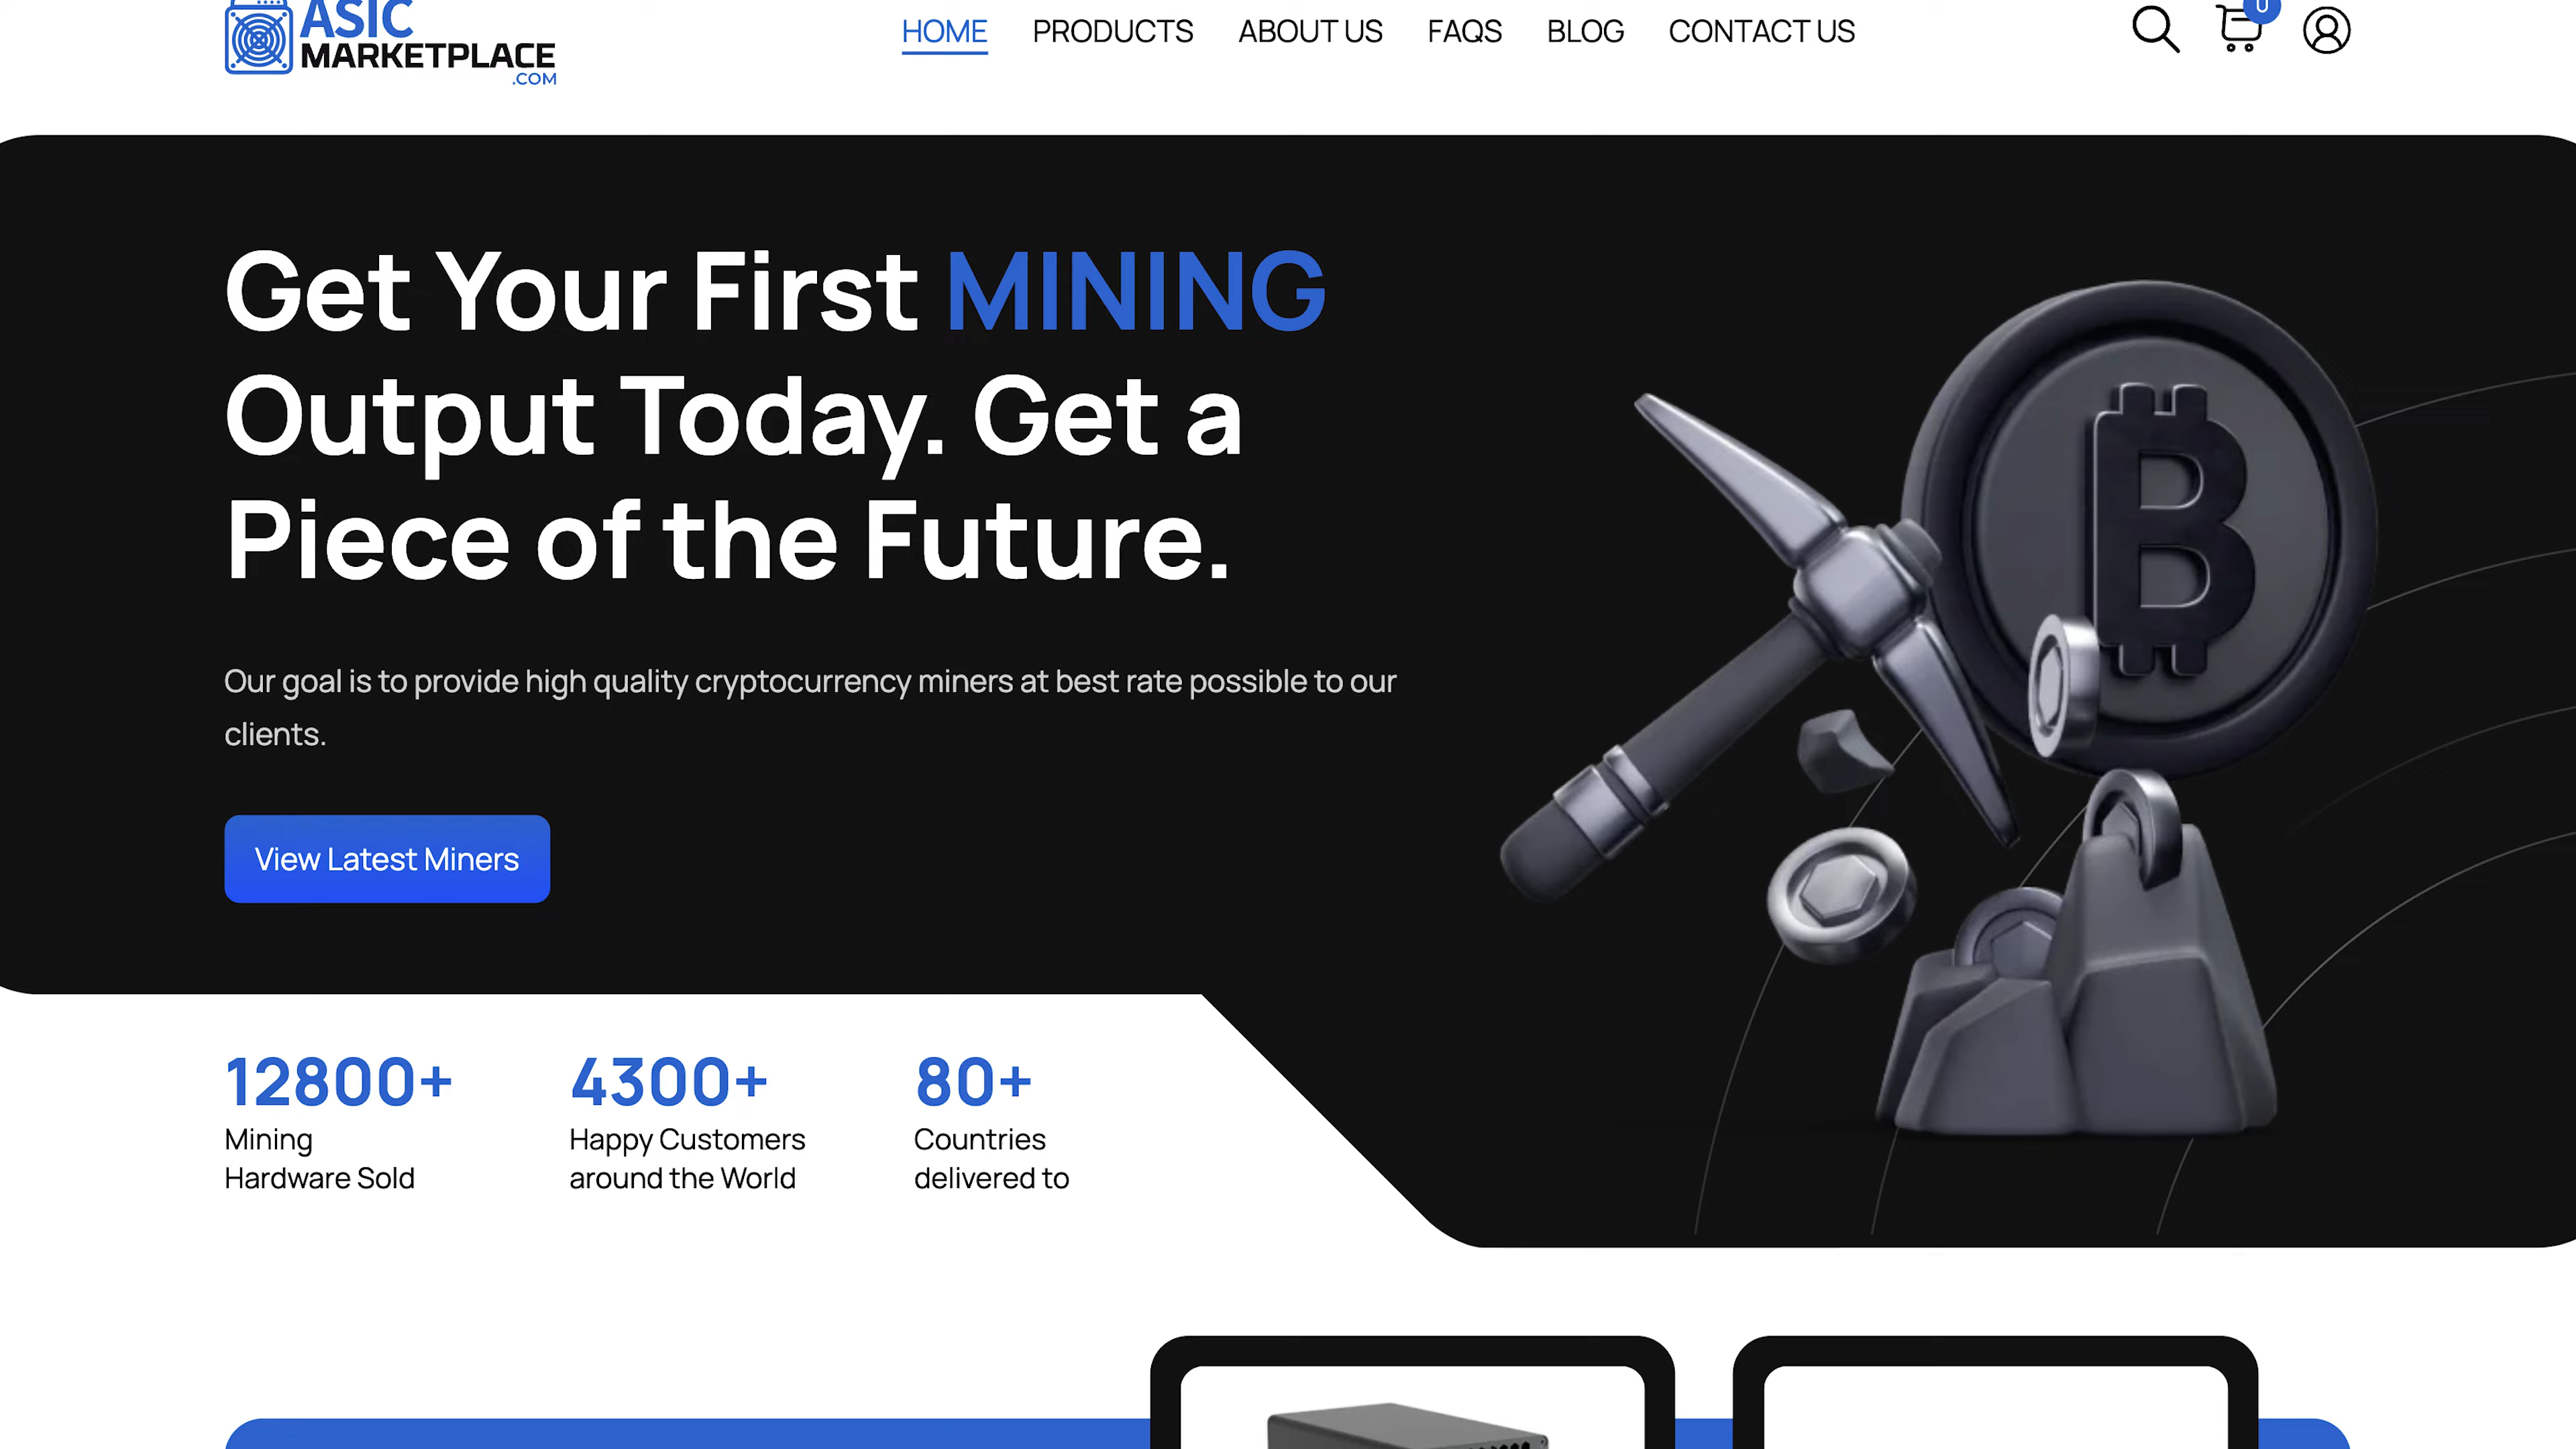 ASIC
MARKETPLACE
.COM
HOME PRODUCTS ABOUT US FAQS BLOG CONTACT US
0
Get Your First MINING
Output Today. Get a
Piece of the Future.
Our goal is to provide high quality cryptocurrency miners at best rate possible to our
clients.
View Latest Miners
12800+
Mining
Hardware Sold
4300+
Happy Customers
around the World
80+
Countries
delivered to